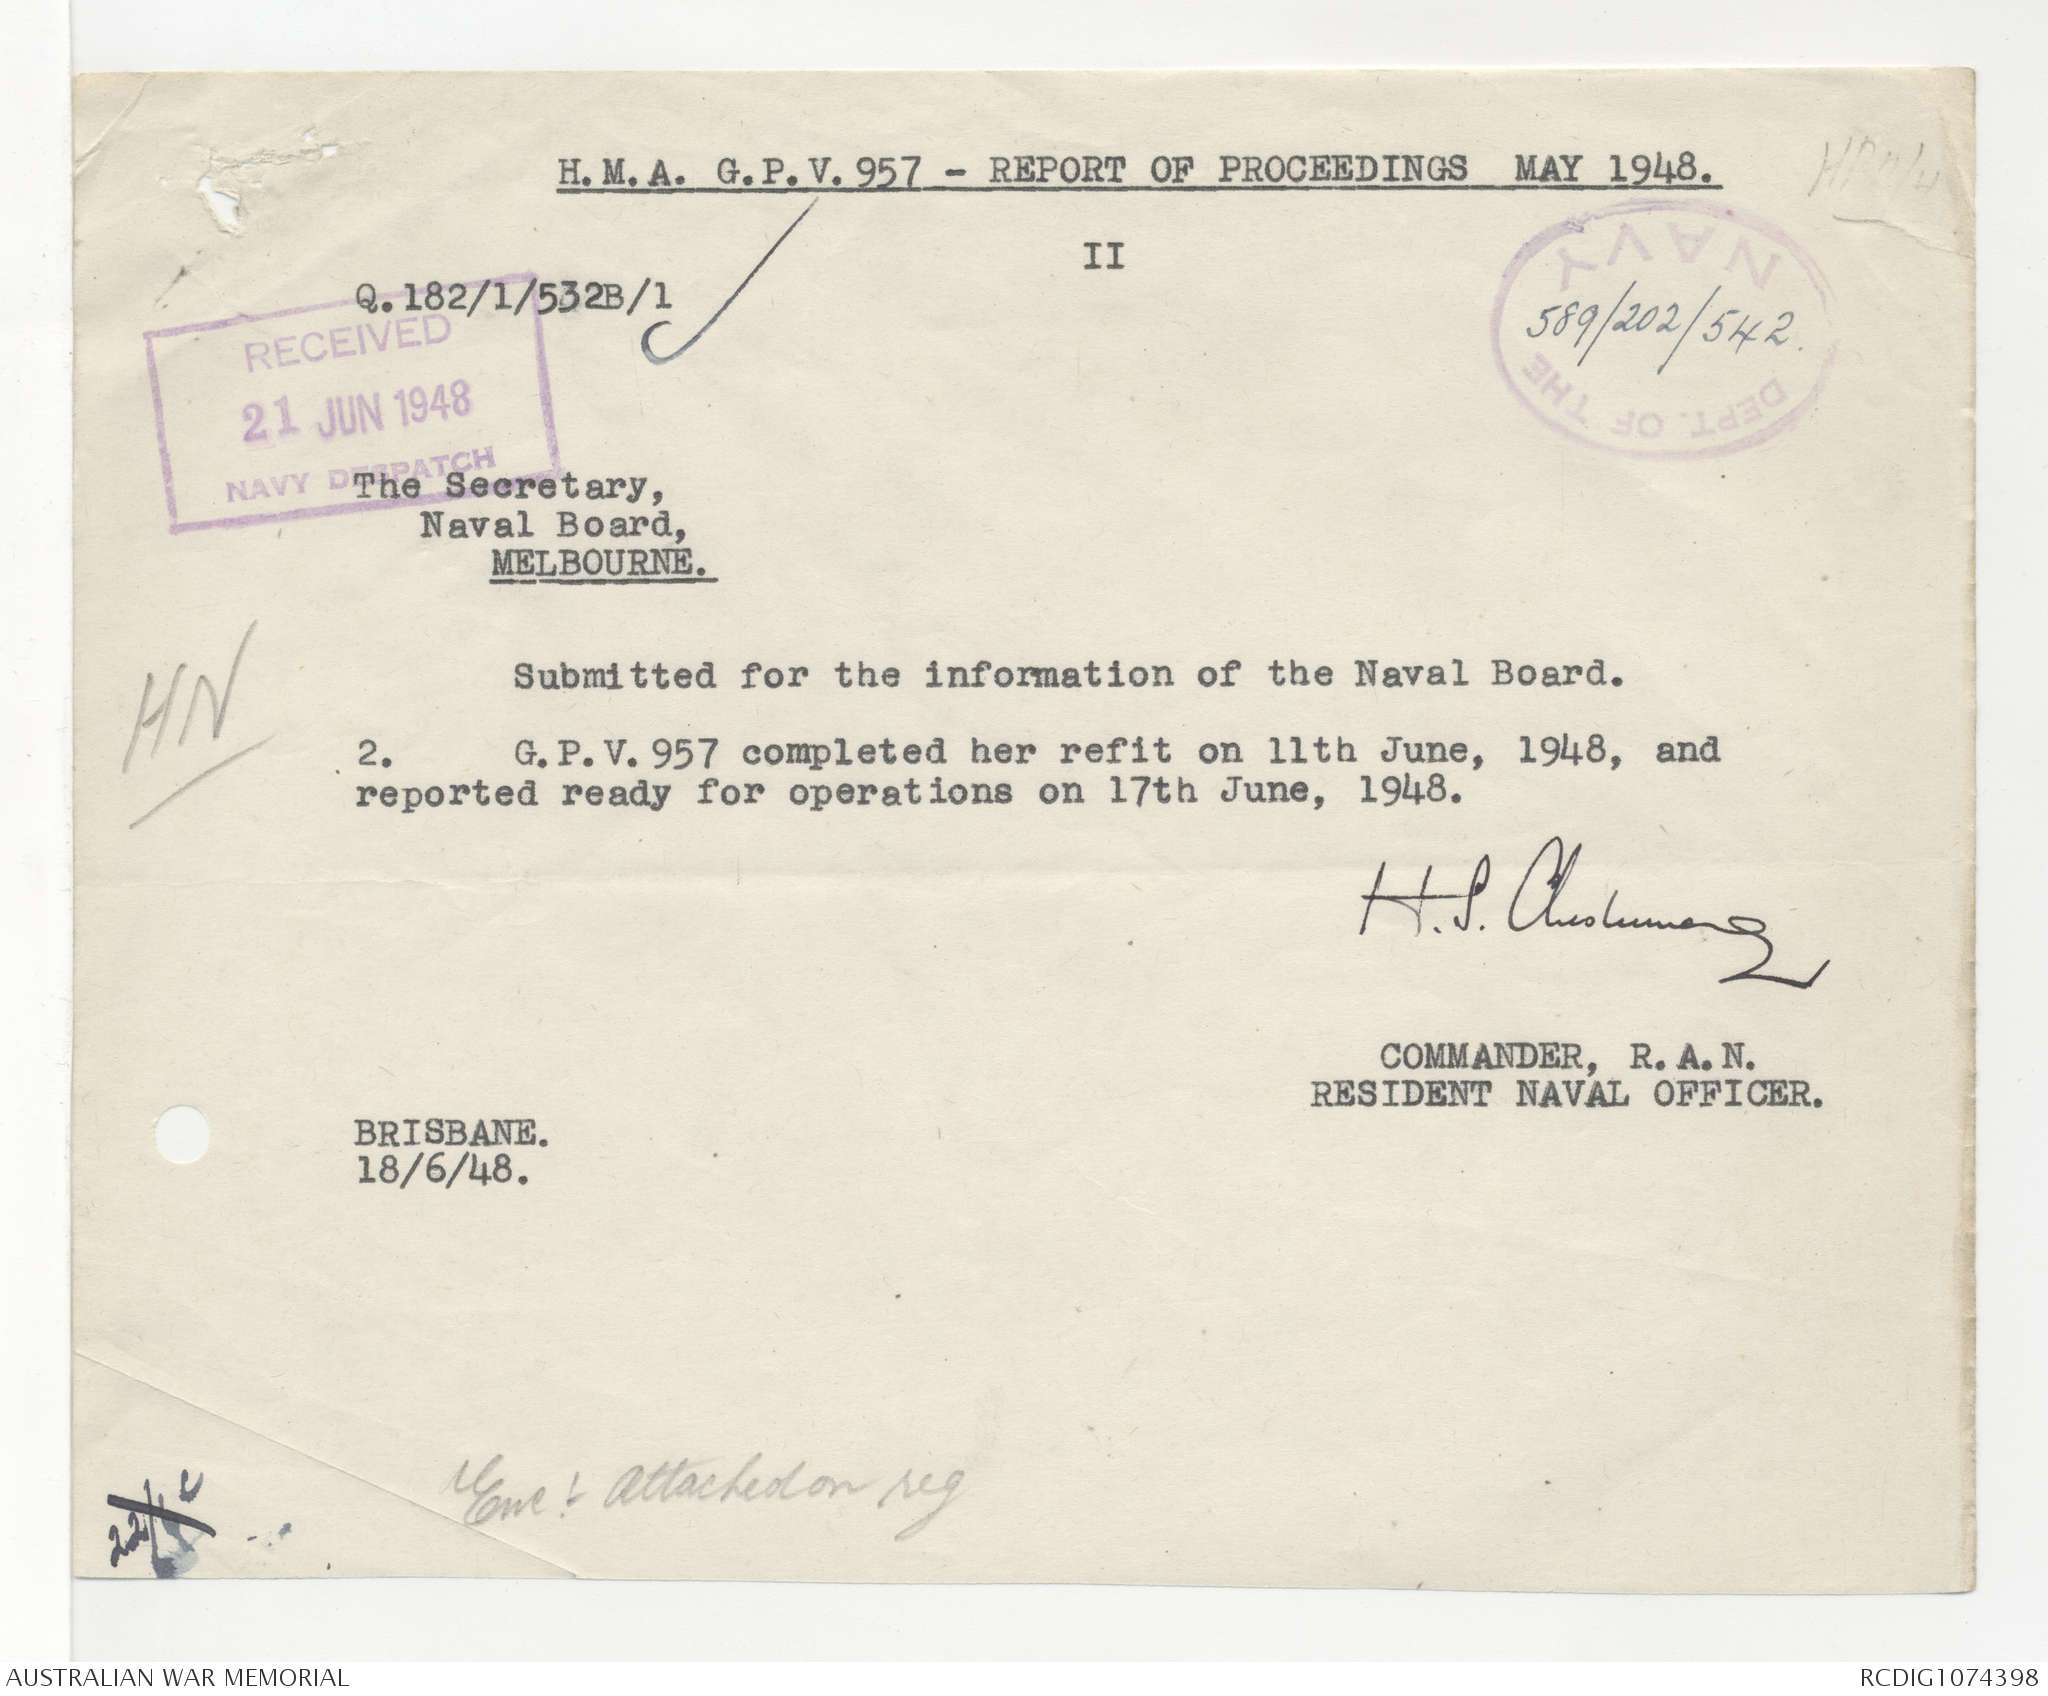 H.M.A. G.P.V.957 - REPORT OF PROCEEDINGS MAY 1948.
II
Q.182/1/532B/1
RECEIVED
21 JUN 1948
NAVY DESPATCH
NAVY
589/202/542.
DEPT. OF THE
The Secretary,
Naval Board,
MELBOURNE.
HN
Submitted for the information of the Naval Board.
2. G.P.V.957 completed her refit on 11th June, 1948, and
reported ready for operations on 17th June, 1948.
H.S. Chesterman
COMMANDER, R.A.N.
RESIDENT NAVAL OFFICER.
BRISBANE.
18/6/48.
Enc: attached on reg
AUSTRALIAN WAR MEMORIAL
RCDIG1074398